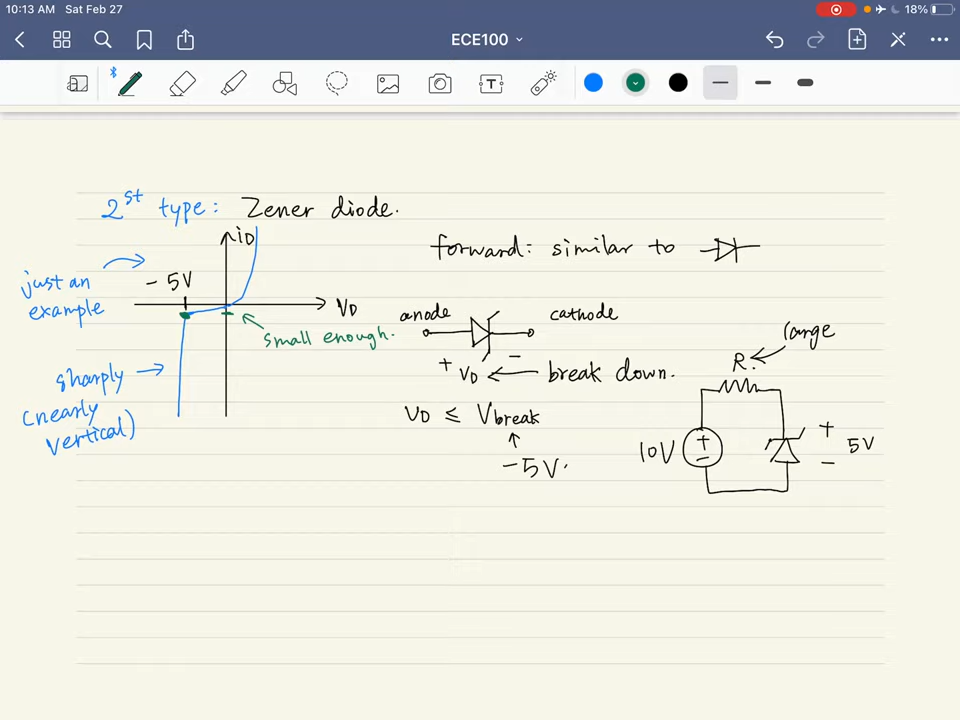 10:13 AM Sat Feb 27
18%
ECE100
T
2st type: Zener diode.
iD
forward: similar to
just an
example
- 5V
VD
small enough.
anode
cathode
+ VD -
break down.
large
R.
sharply
(nearly
vertical)
VD ≤ Vbreak
-5V.
10V
+
-
+
5V
-